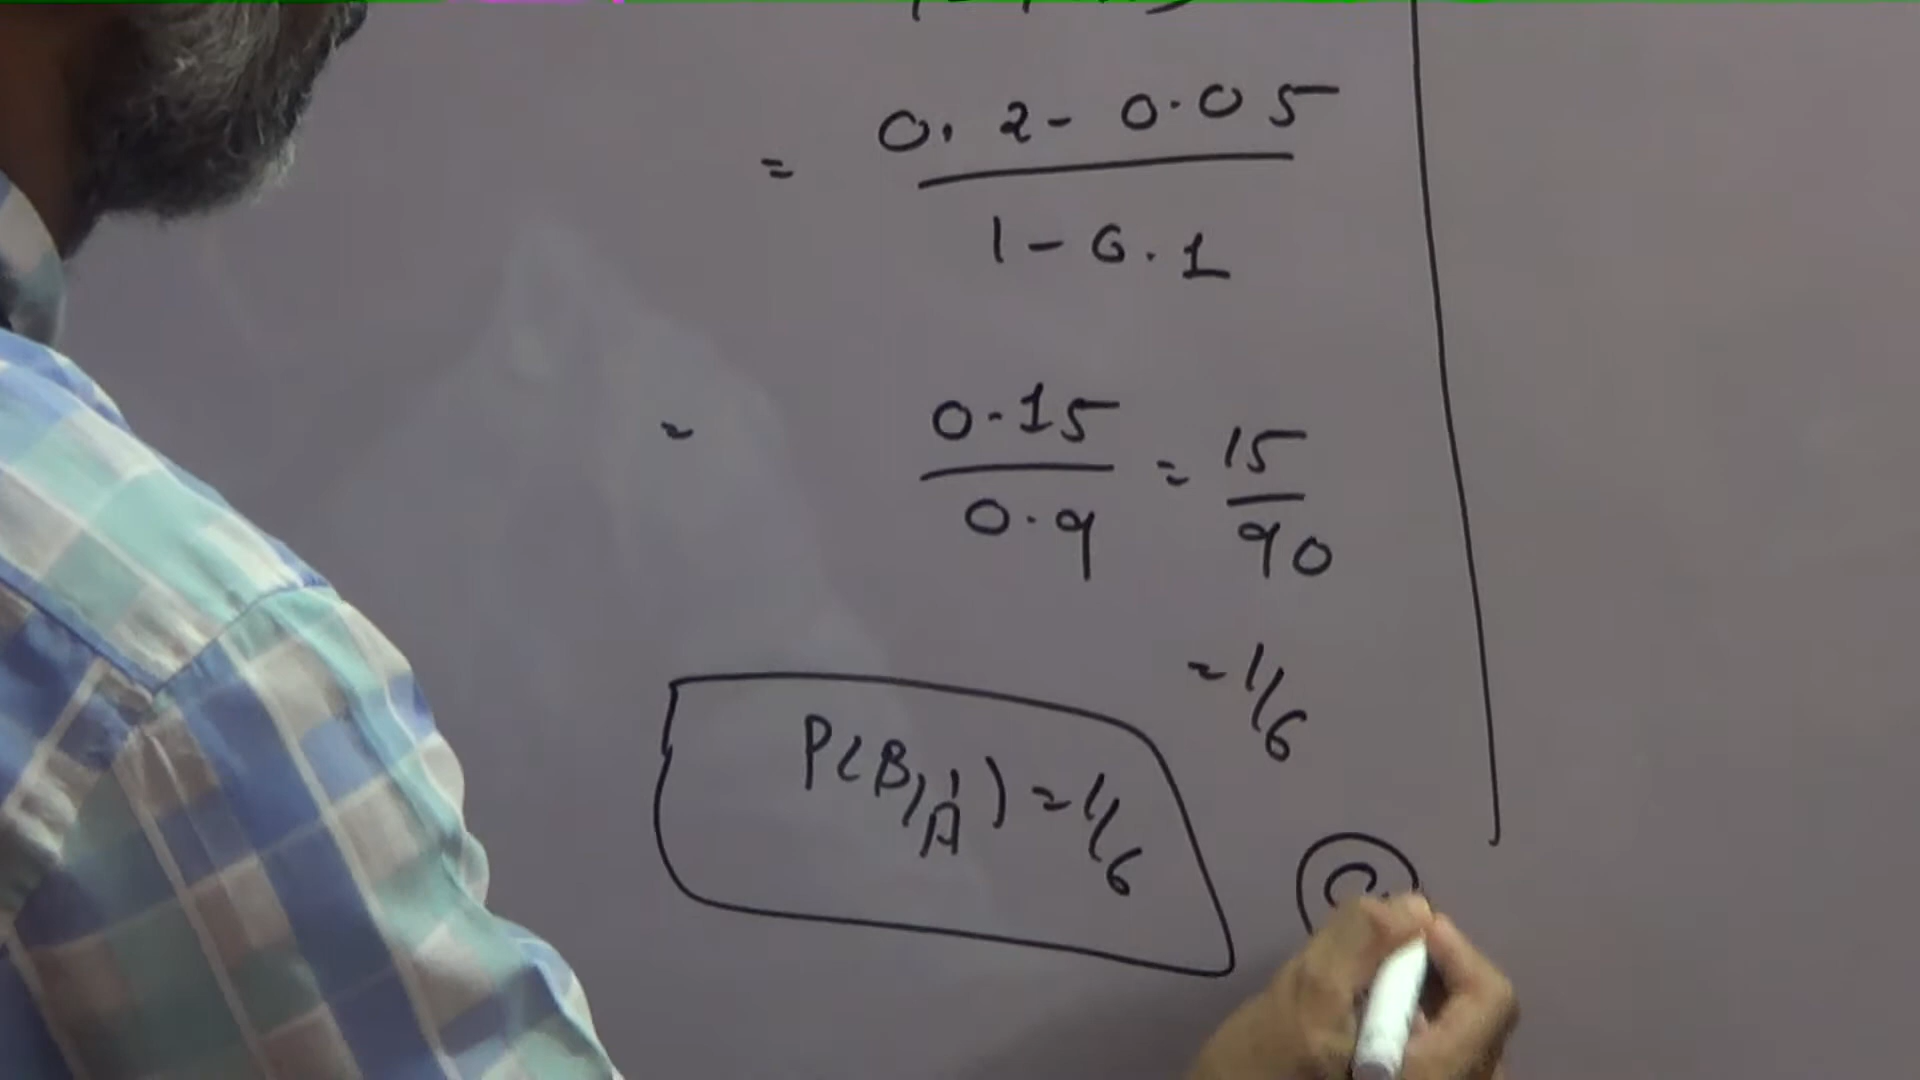 = 0.2 - 0.05
1 - 0.1
= 0.15 = 15
0.9 90
= 1/6
P(B/A') = 1/6
C